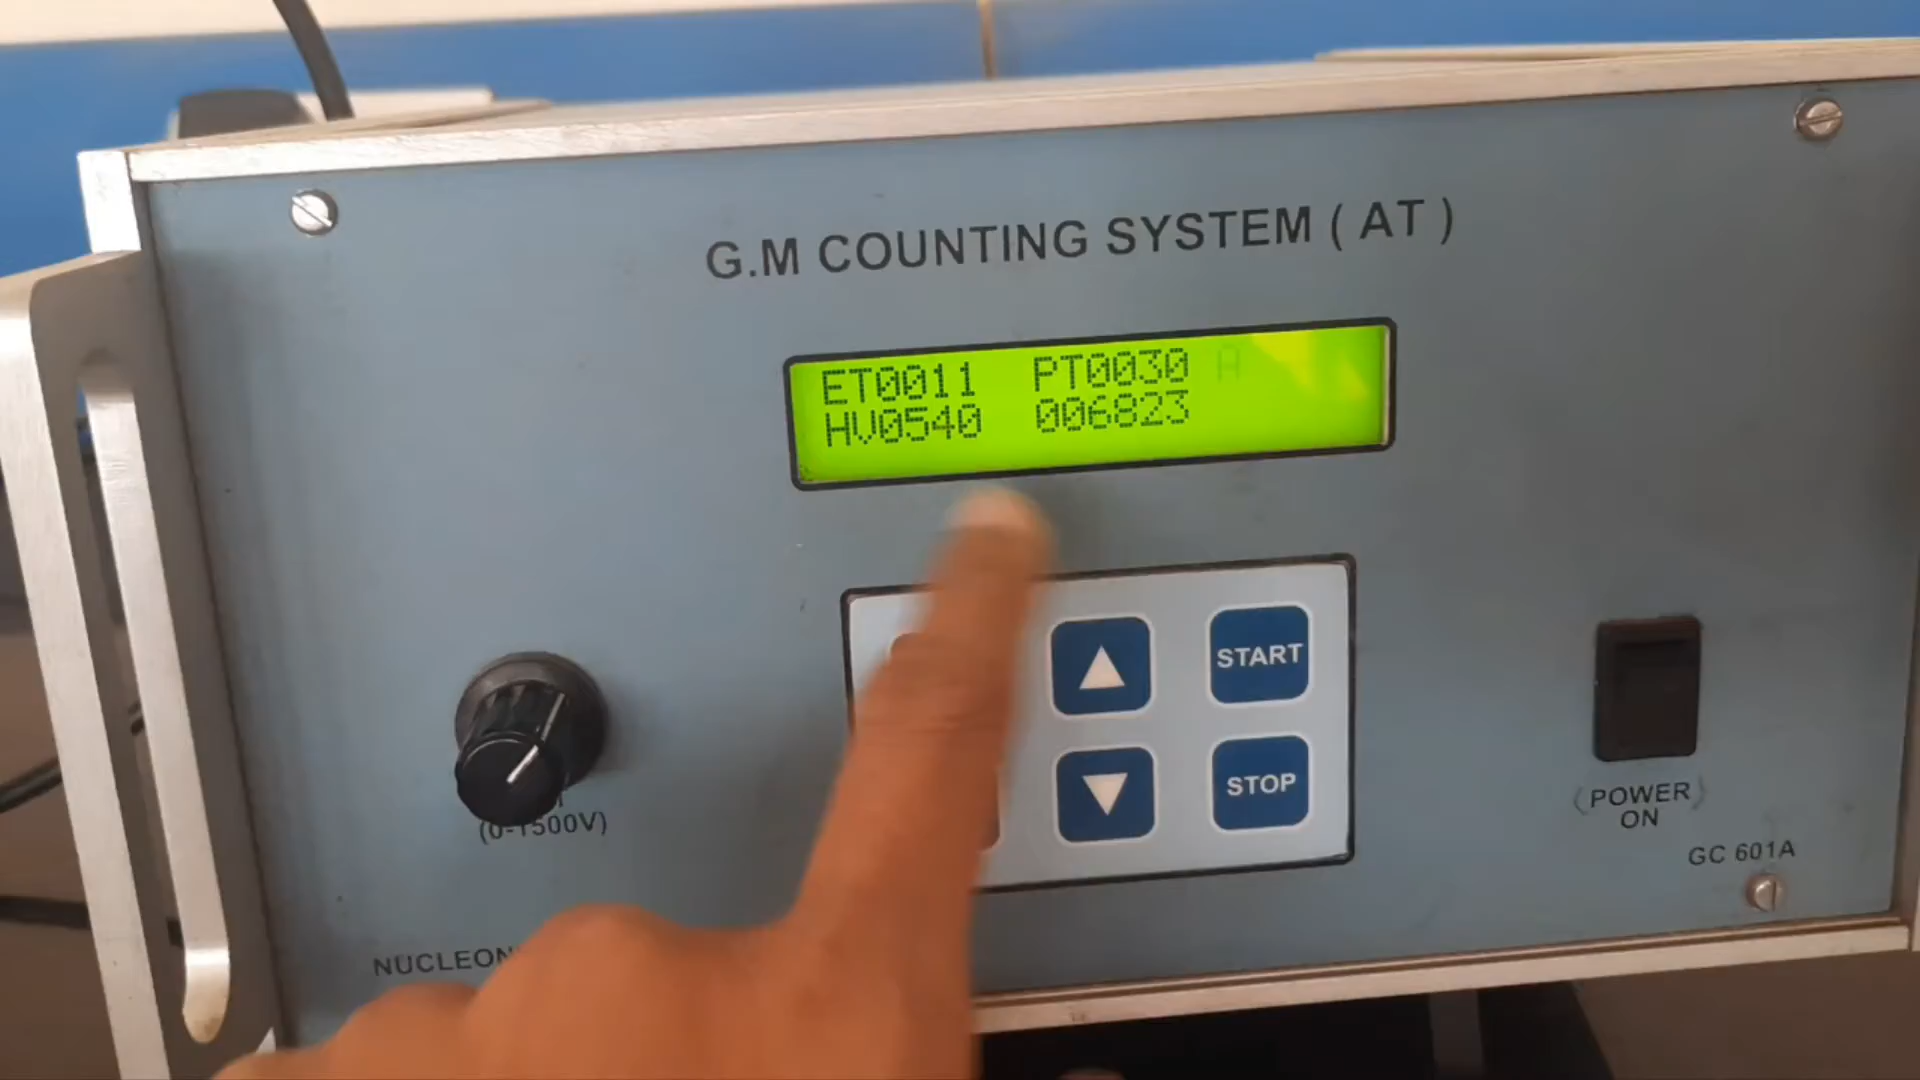 G.M COUNTING SYSTEM ( AT )
ET0011 PT0030 A
HV0540 006823
START
STOP
(0-1500V)
POWER
ON
GC 601A